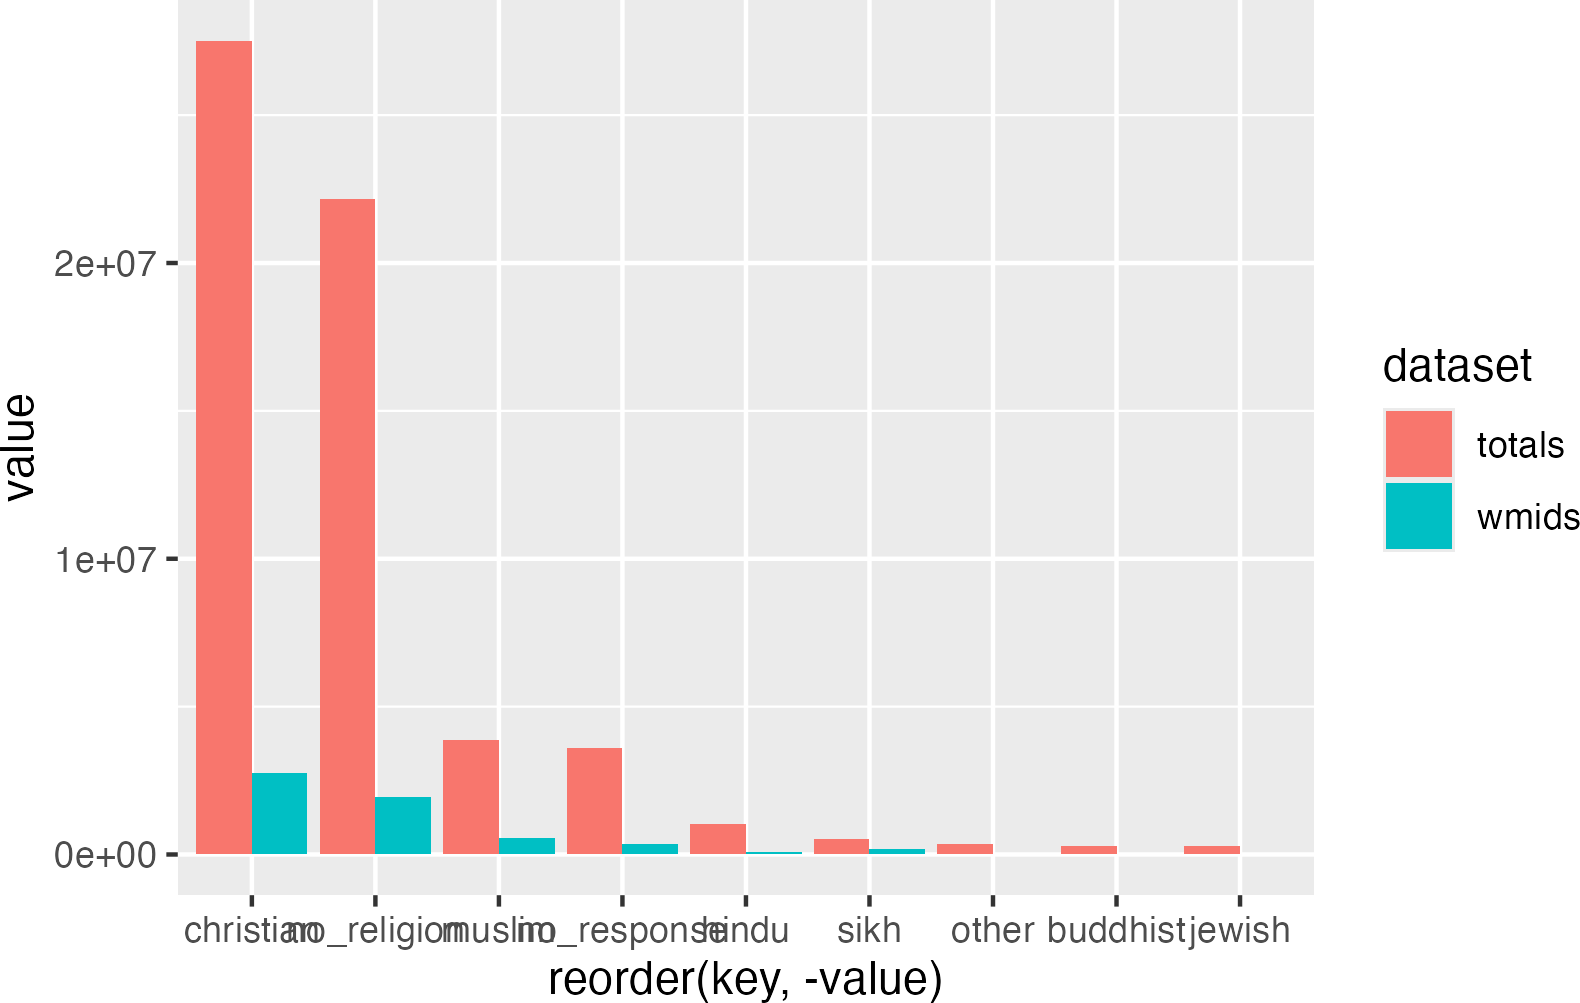 value
2e+07
1e+07
0e+00
christian no_religion muslim no_response hindu sikh other buddhist jewish
reorder(key, -value)
dataset
totals
wmids